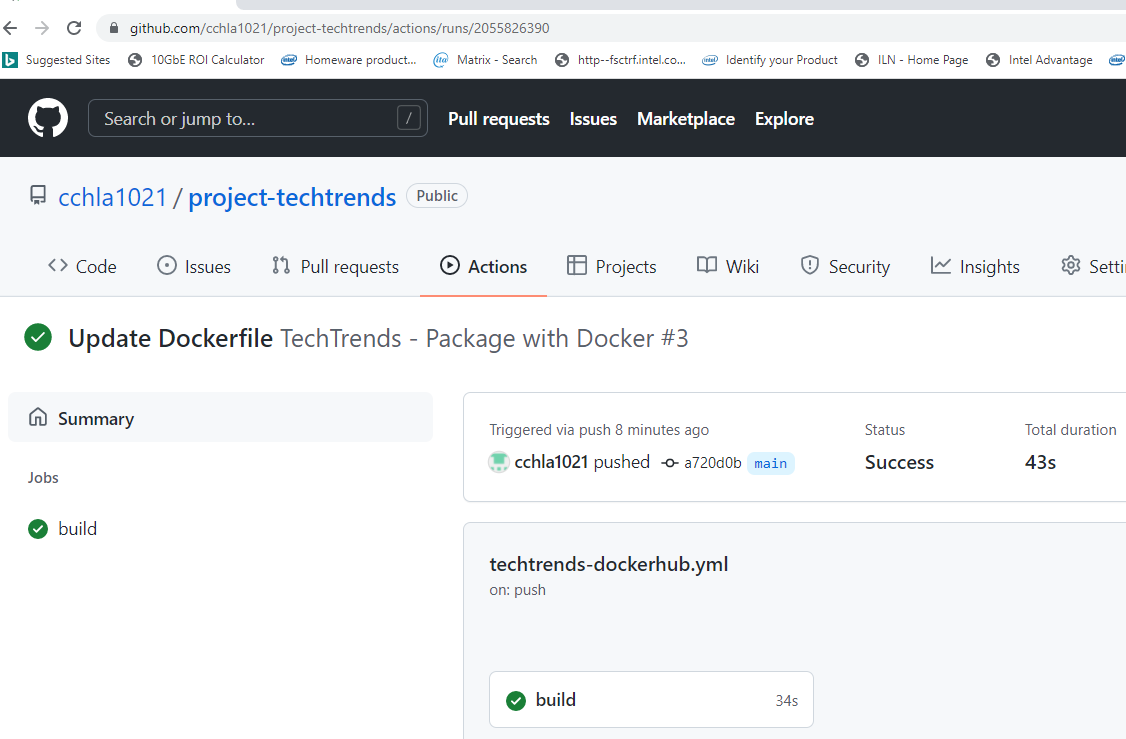 github.com/cchla1021/project-techtrends/actions/runs/2055826390
Suggested Sites 10GbE ROI Calculator Homeware product... Matrix - Search http--fsctrf.intel.co... Identify your Product ILN - Home Page Intel Advantage
Search or jump to... / Pull requests Issues Marketplace Explore
cchla1021 / project-techtrends Public
Code Issues Pull requests Actions Projects Wiki Security Insights Setti
Update Dockerfile TechTrends - Package with Docker #3
Summary
Jobs
build
Triggered via push 8 minutes ago Status Total duration
cchla1021 pushed a720d0b main Success 43s
techtrends-dockerhub.yml
on: push
build 34s